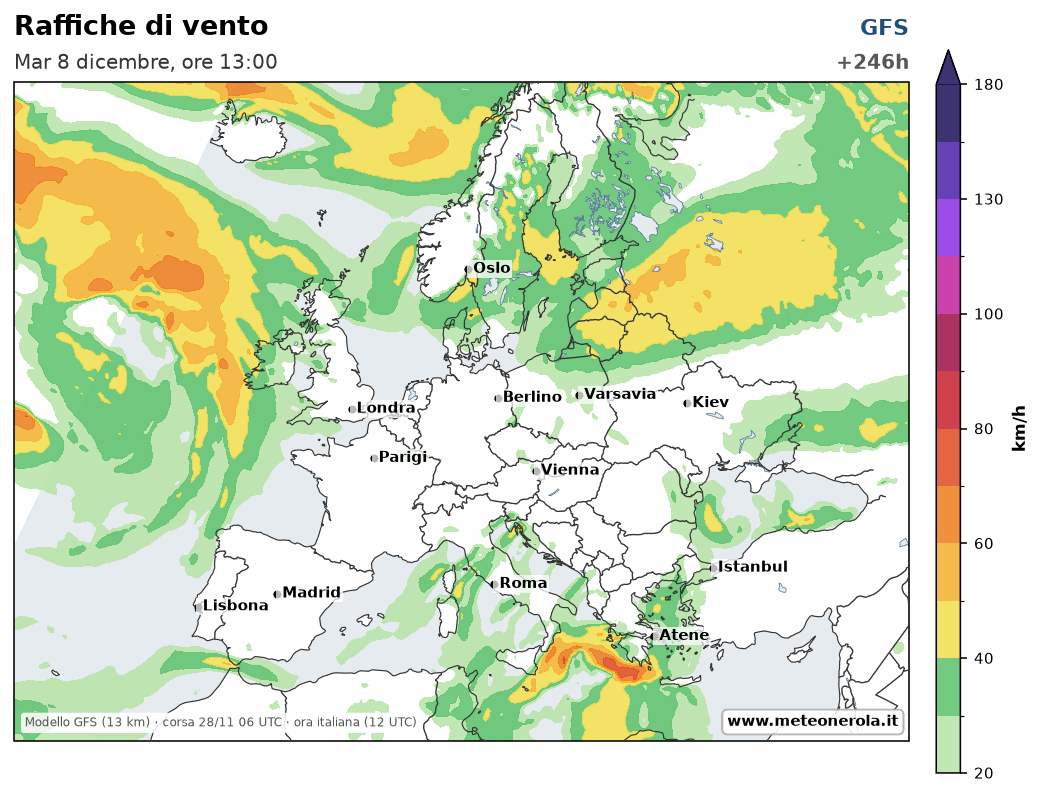 Raffiche di vento
GFS
Mar 8 dicembre, ore 13:00
+246h
180
130
100
80
60
40
20
km/h
Oslo
Berlino
Varsavia
Kiev
Londra
Parigi
Vienna
Istanbul
Roma
Madrid
Lisbona
Atene
Modello GFS (13 km) · corsa 28/11 06 UTC · ora italiana (12 UTC)
www.meteonerola.it